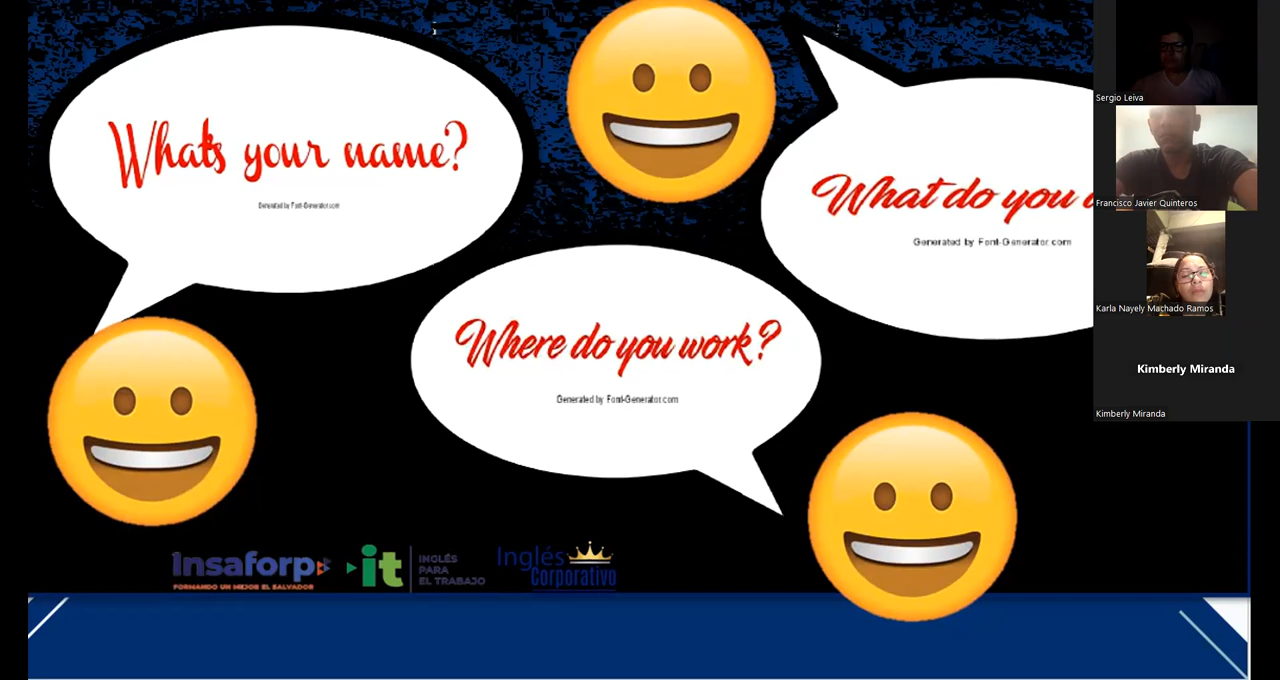 What's your name?
Generated by Font-Generator.com
What do you
Generated by Font-Generator.com
Where do you work?
Generated by Font-Generator.com
Insaforp
FORMANDO UN MEJOR EL SALVADOR
it
INGLÉS
PARA
EL TRABAJO
Inglés
Corporativo
Sergio Leiva
Francisco Javier Quinteros
Karla Nayely Machado Ramos
Kimberly Miranda
Kimberly Miranda